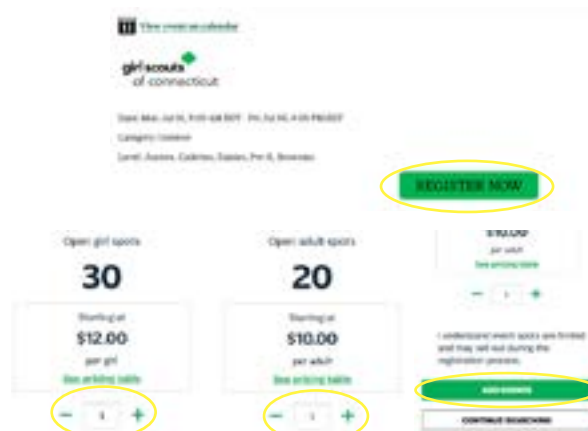 View event on calendar
girl scouts
of connecticut
REGISTER NOW
Open girl spots
30
Starting at
$12.00
per girl
See pricing table
− 1 +
Open adult spots
20
Starting at
$10.00
per adult
See pricing table
− 1 +
$10.00
per adult
See pricing table
− 1 +
I understand event spots are limited
and may sell out during the
registration process.
ADD EVENTS
CONTINUE SEARCHING